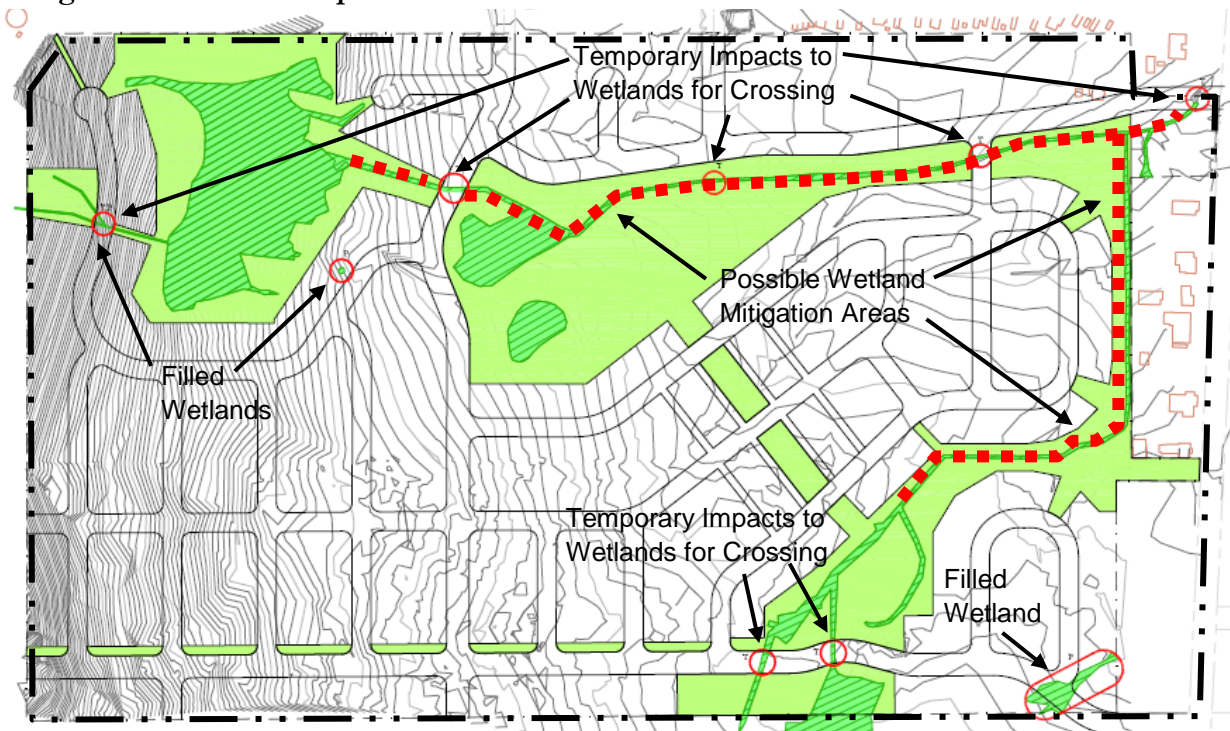 Temporary Impacts to
Wetlands for Crossing
Possible Wetland
Mitigation Areas
Filled
Wetlands
Temporary Impacts to
Wetlands for Crossing
Filled
Wetland